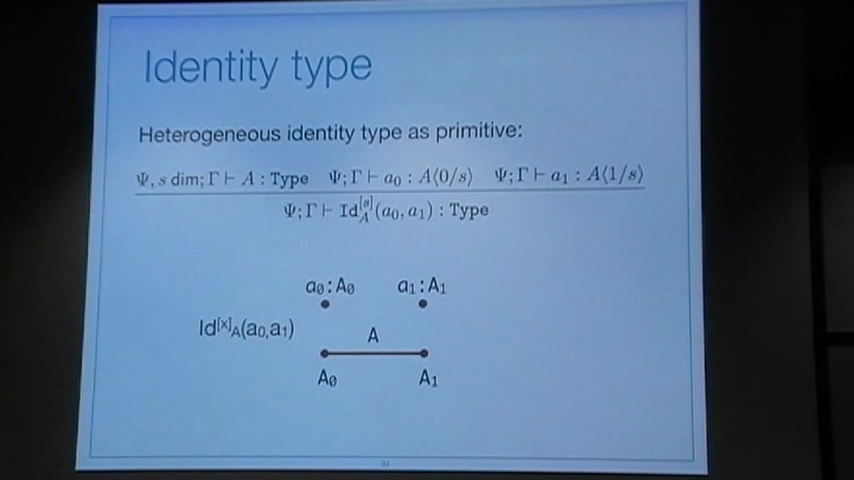 Identity type
Heterogeneous identity type as primitive:
Ψ, s dim; Γ ⊢ A : Type Ψ; Γ ⊢ a₀ : A⟨0/s⟩ Ψ; Γ ⊢ a₁ : A⟨1/s⟩
Ψ; Γ ⊢ Id_A^[s](a₀, a₁) : Type
a₀:A₀ a₁:A₁
Id^[x]_A(a₀,a₁)
A
A₀ A₁